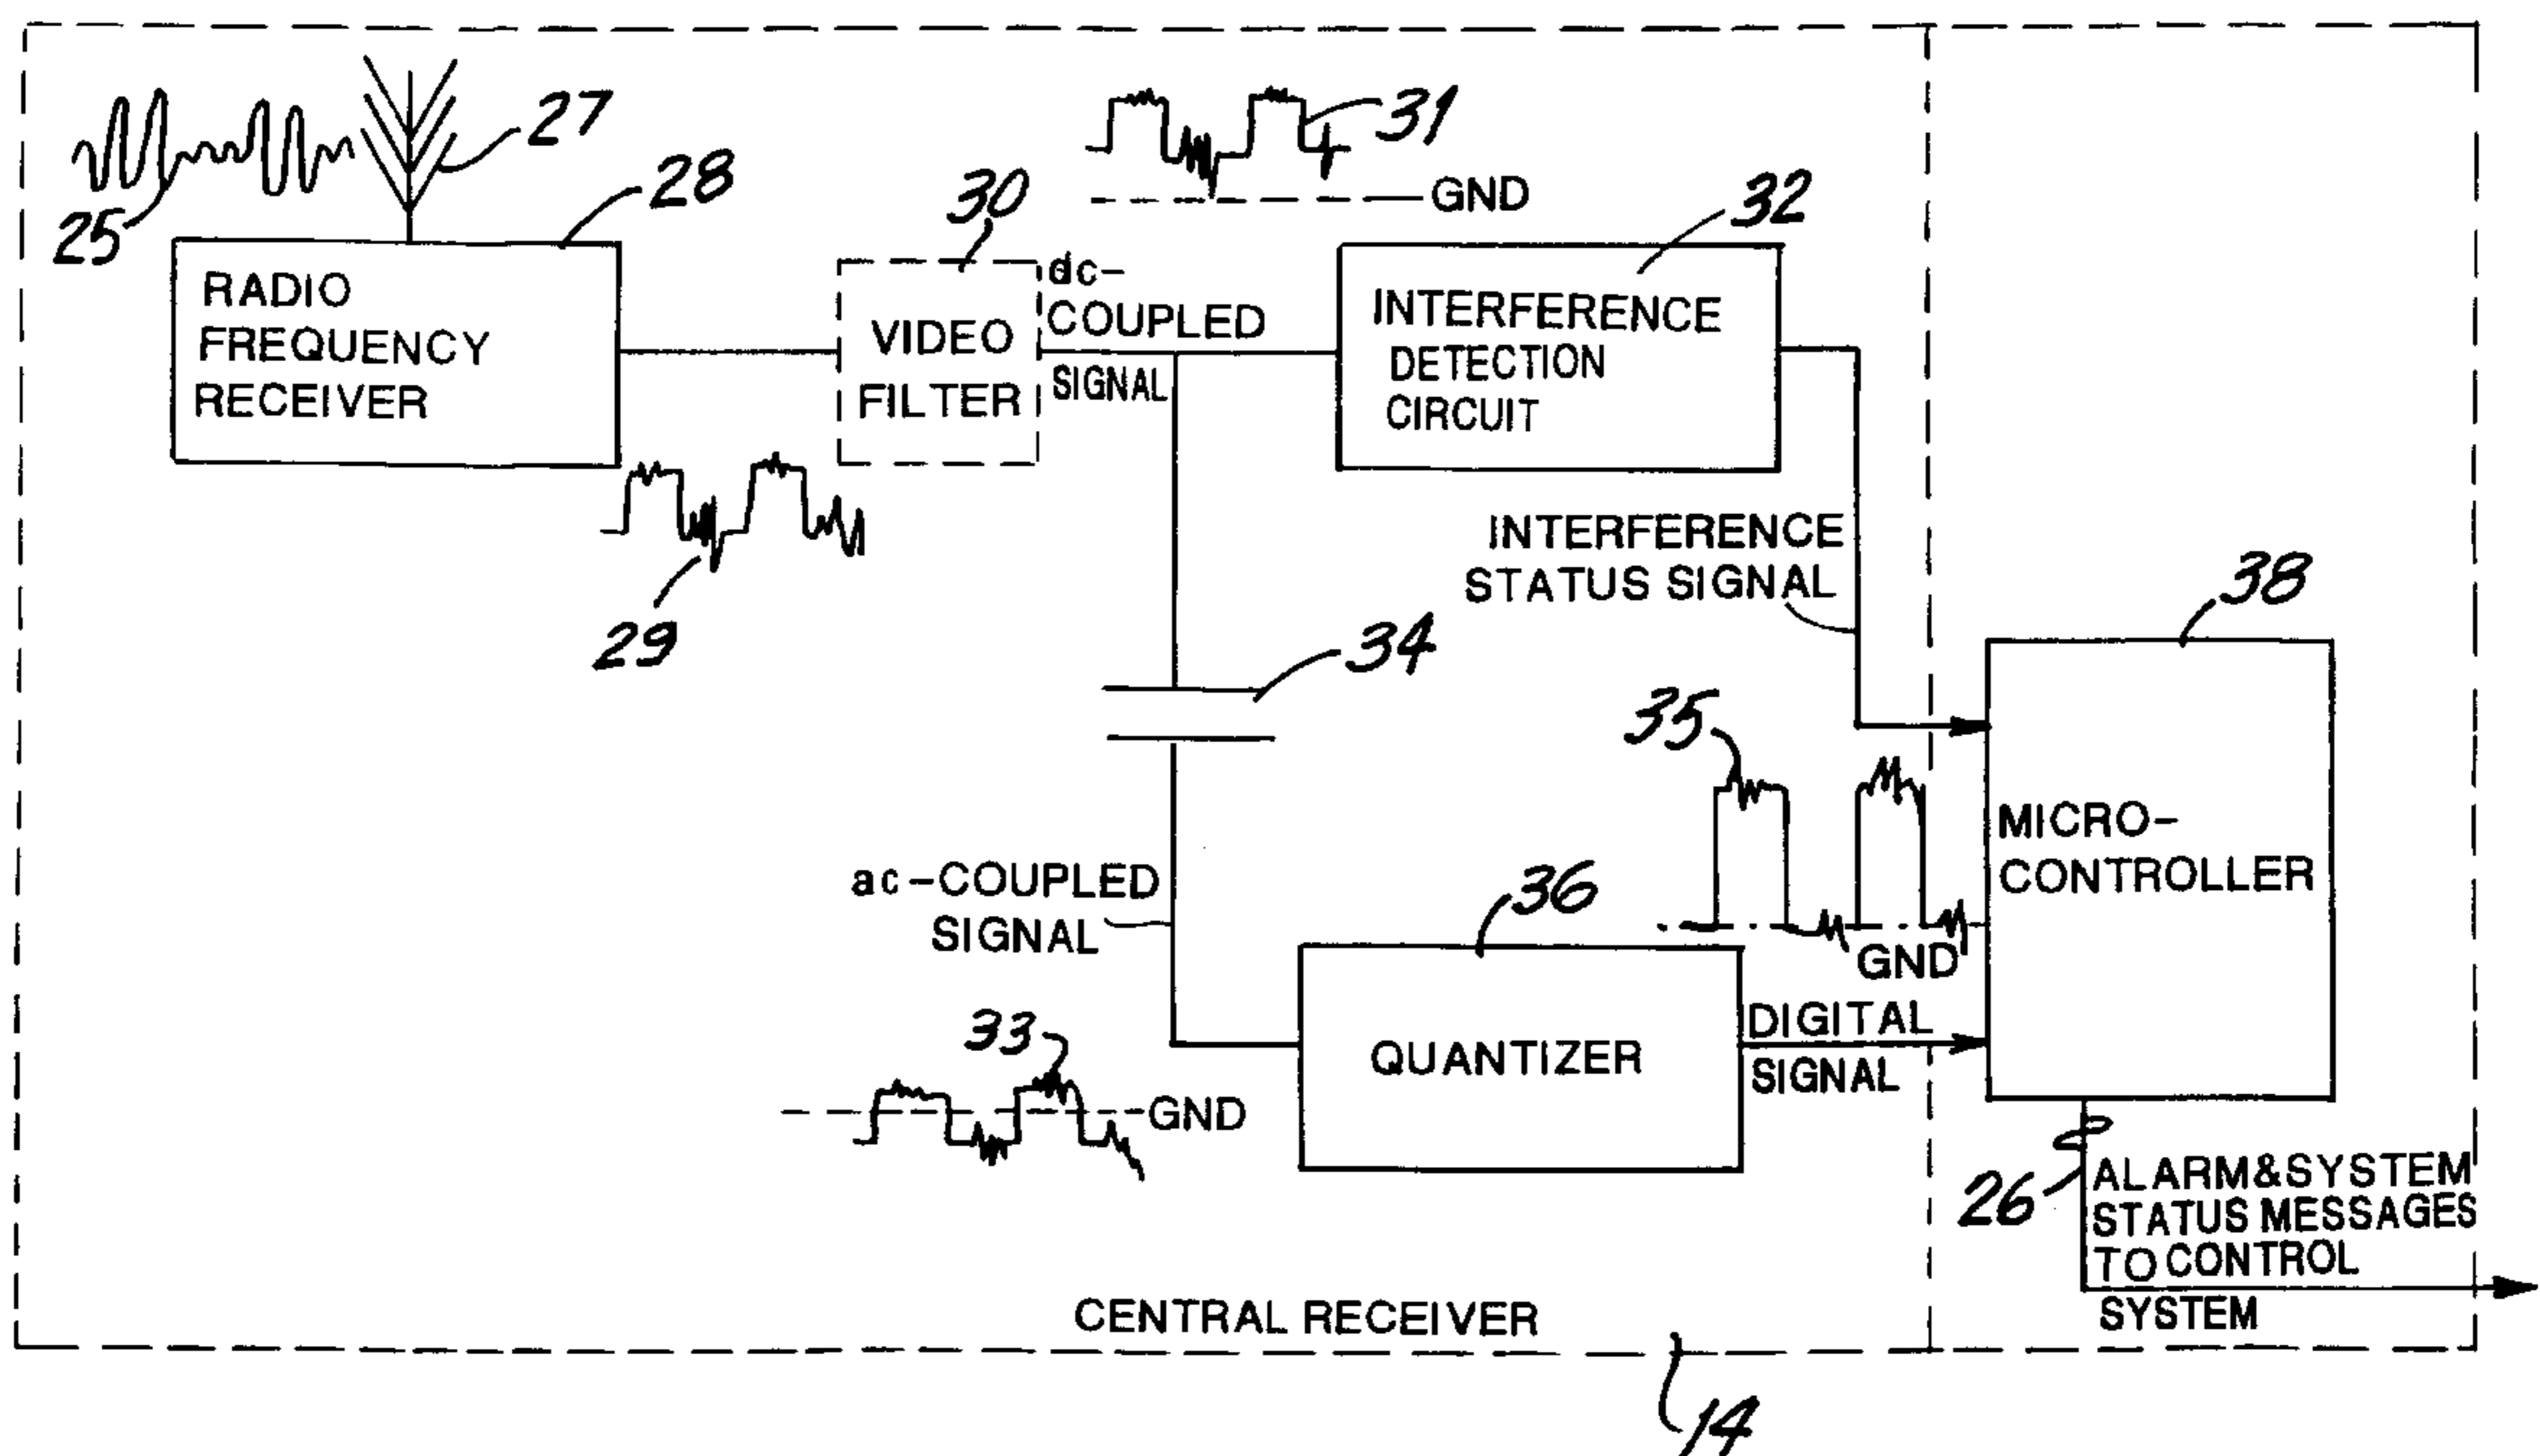 25
27
28
RADIO
FREQUENCY
RECEIVER
29
30
VIDEO
FILTER
dc-
COUPLED
SIGNAL
31
GND
32
INTERFERENCE
DETECTION
CIRCUIT
INTERFERENCE
STATUS SIGNAL
34
35
GND
38
MICRO-
CONTROLLER
ac-COUPLED
SIGNAL
33
GND
36
QUANTIZER
DIGITAL
SIGNAL
26
ALARM&SYSTEM
STATUS MESSAGES
TO CONTROL
SYSTEM
CENTRAL RECEIVER
14